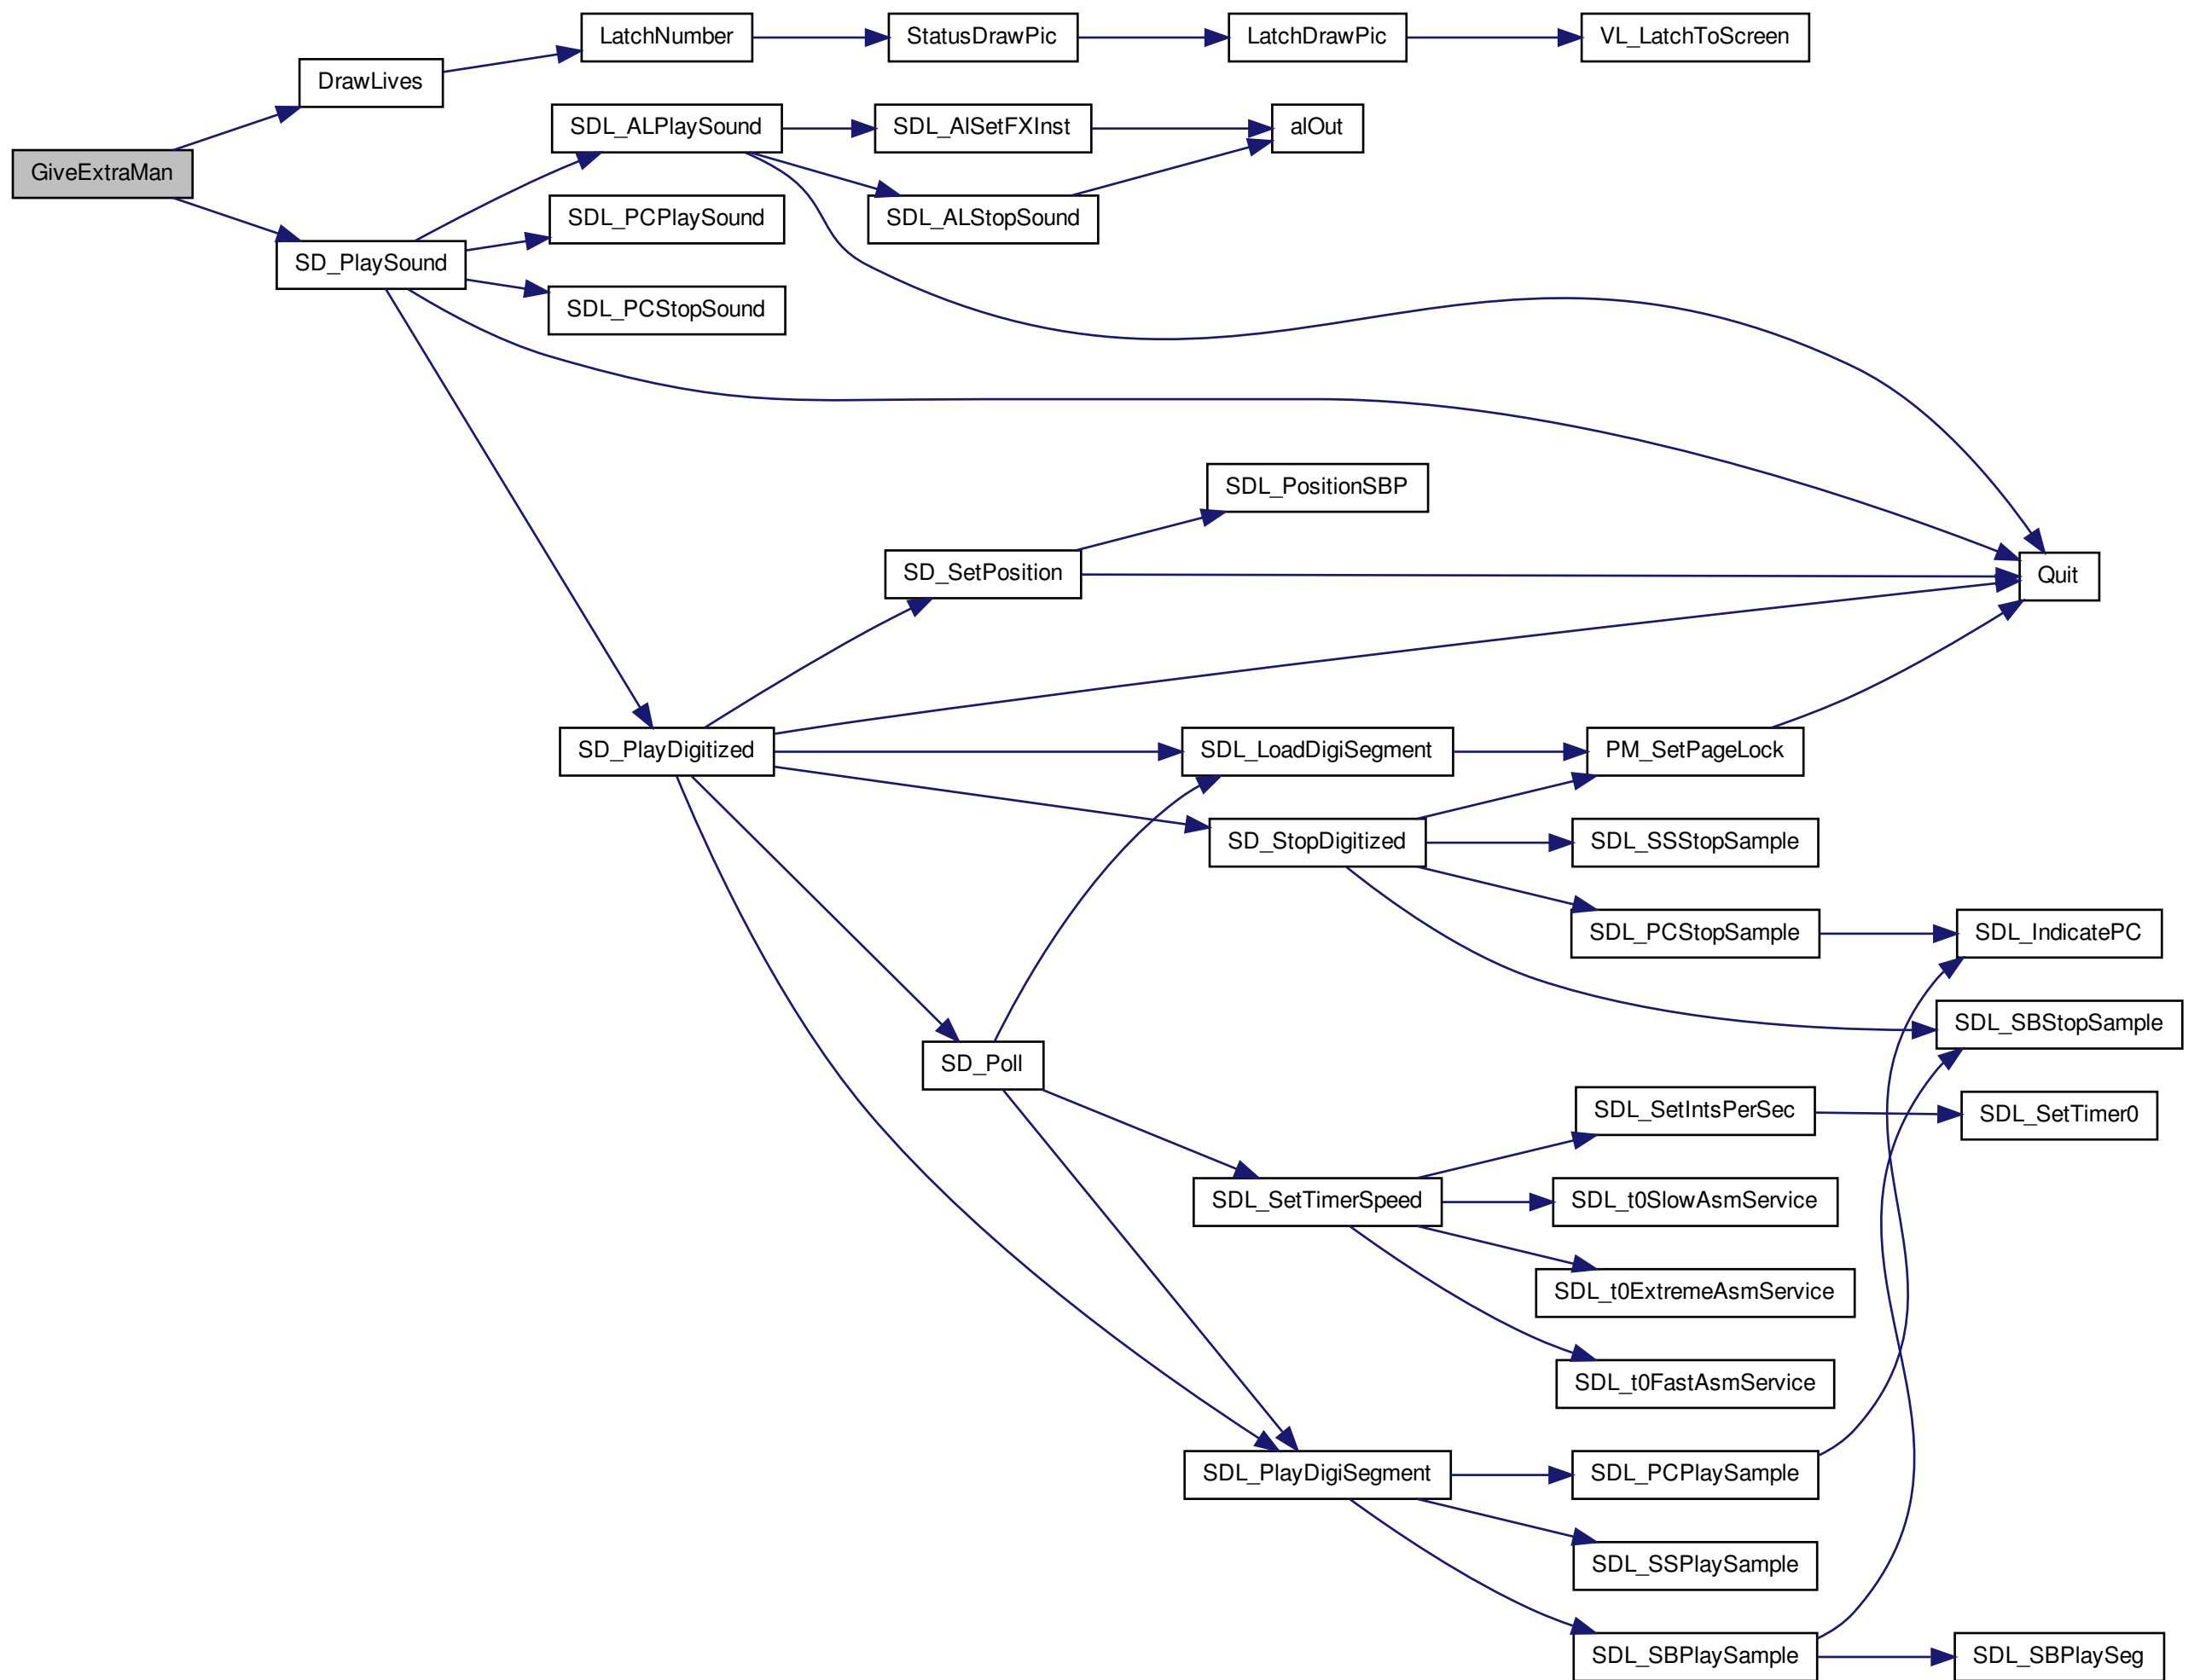 LatchNumber
StatusDrawPic
LatchDrawPic
VL_LatchToScreen
DrawLives
SDL_ALPlaySound
SDL_AlSetFXInst
alOut
GiveExtraMan
SDL_PCPlaySound
SDL_ALStopSound
SD_PlaySound
SDL_PCStopSound
SDL_PositionSBP
SD_SetPosition
Quit
SD_PlayDigitized
SDL_LoadDigiSegment
PM_SetPageLock
SD_StopDigitized
SDL_SSStopSample
SDL_PCStopSample
SDL_IndicatePC
SDL_SBStopSample
SD_Poll
SDL_SetIntsPerSec
SDL_SetTimer0
SDL_SetTimerSpeed
SDL_t0SlowAsmService
SDL_t0ExtremeAsmService
SDL_t0FastAsmService
SDL_PlayDigiSegment
SDL_PCPlaySample
SDL_SSPlaySample
SDL_SBPlaySample
SDL_SBPlaySeg